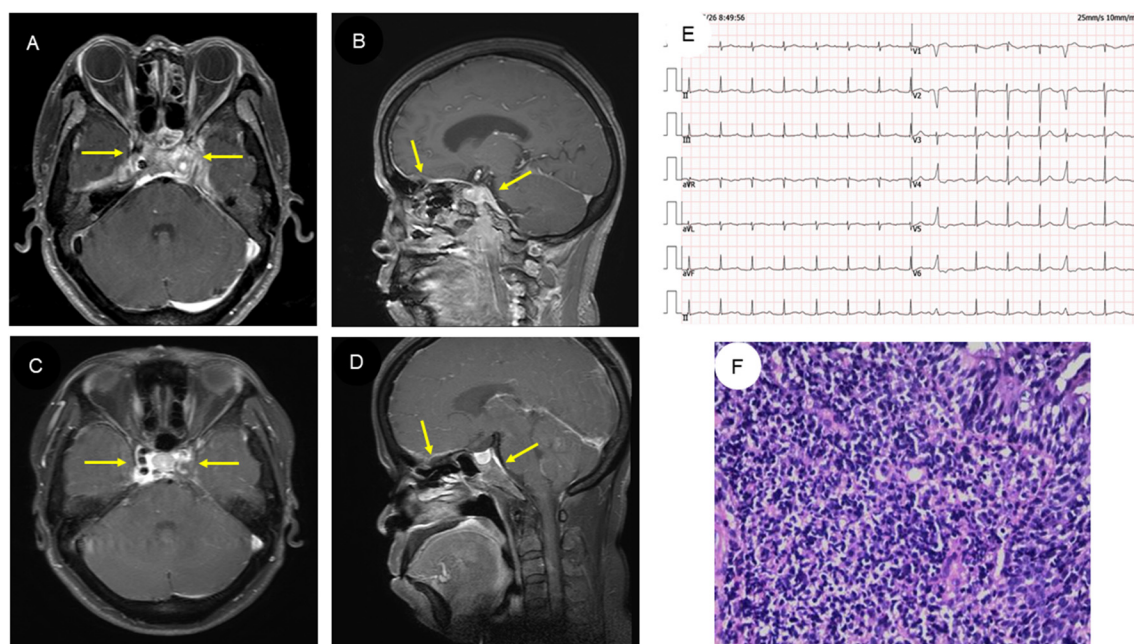 A
B
E
/26 8:49:56
25mm/s 10mm/m
V1
II
V2
III
V3
aVR
V4
aVL
V5
aVF
V6
II
C
D
F